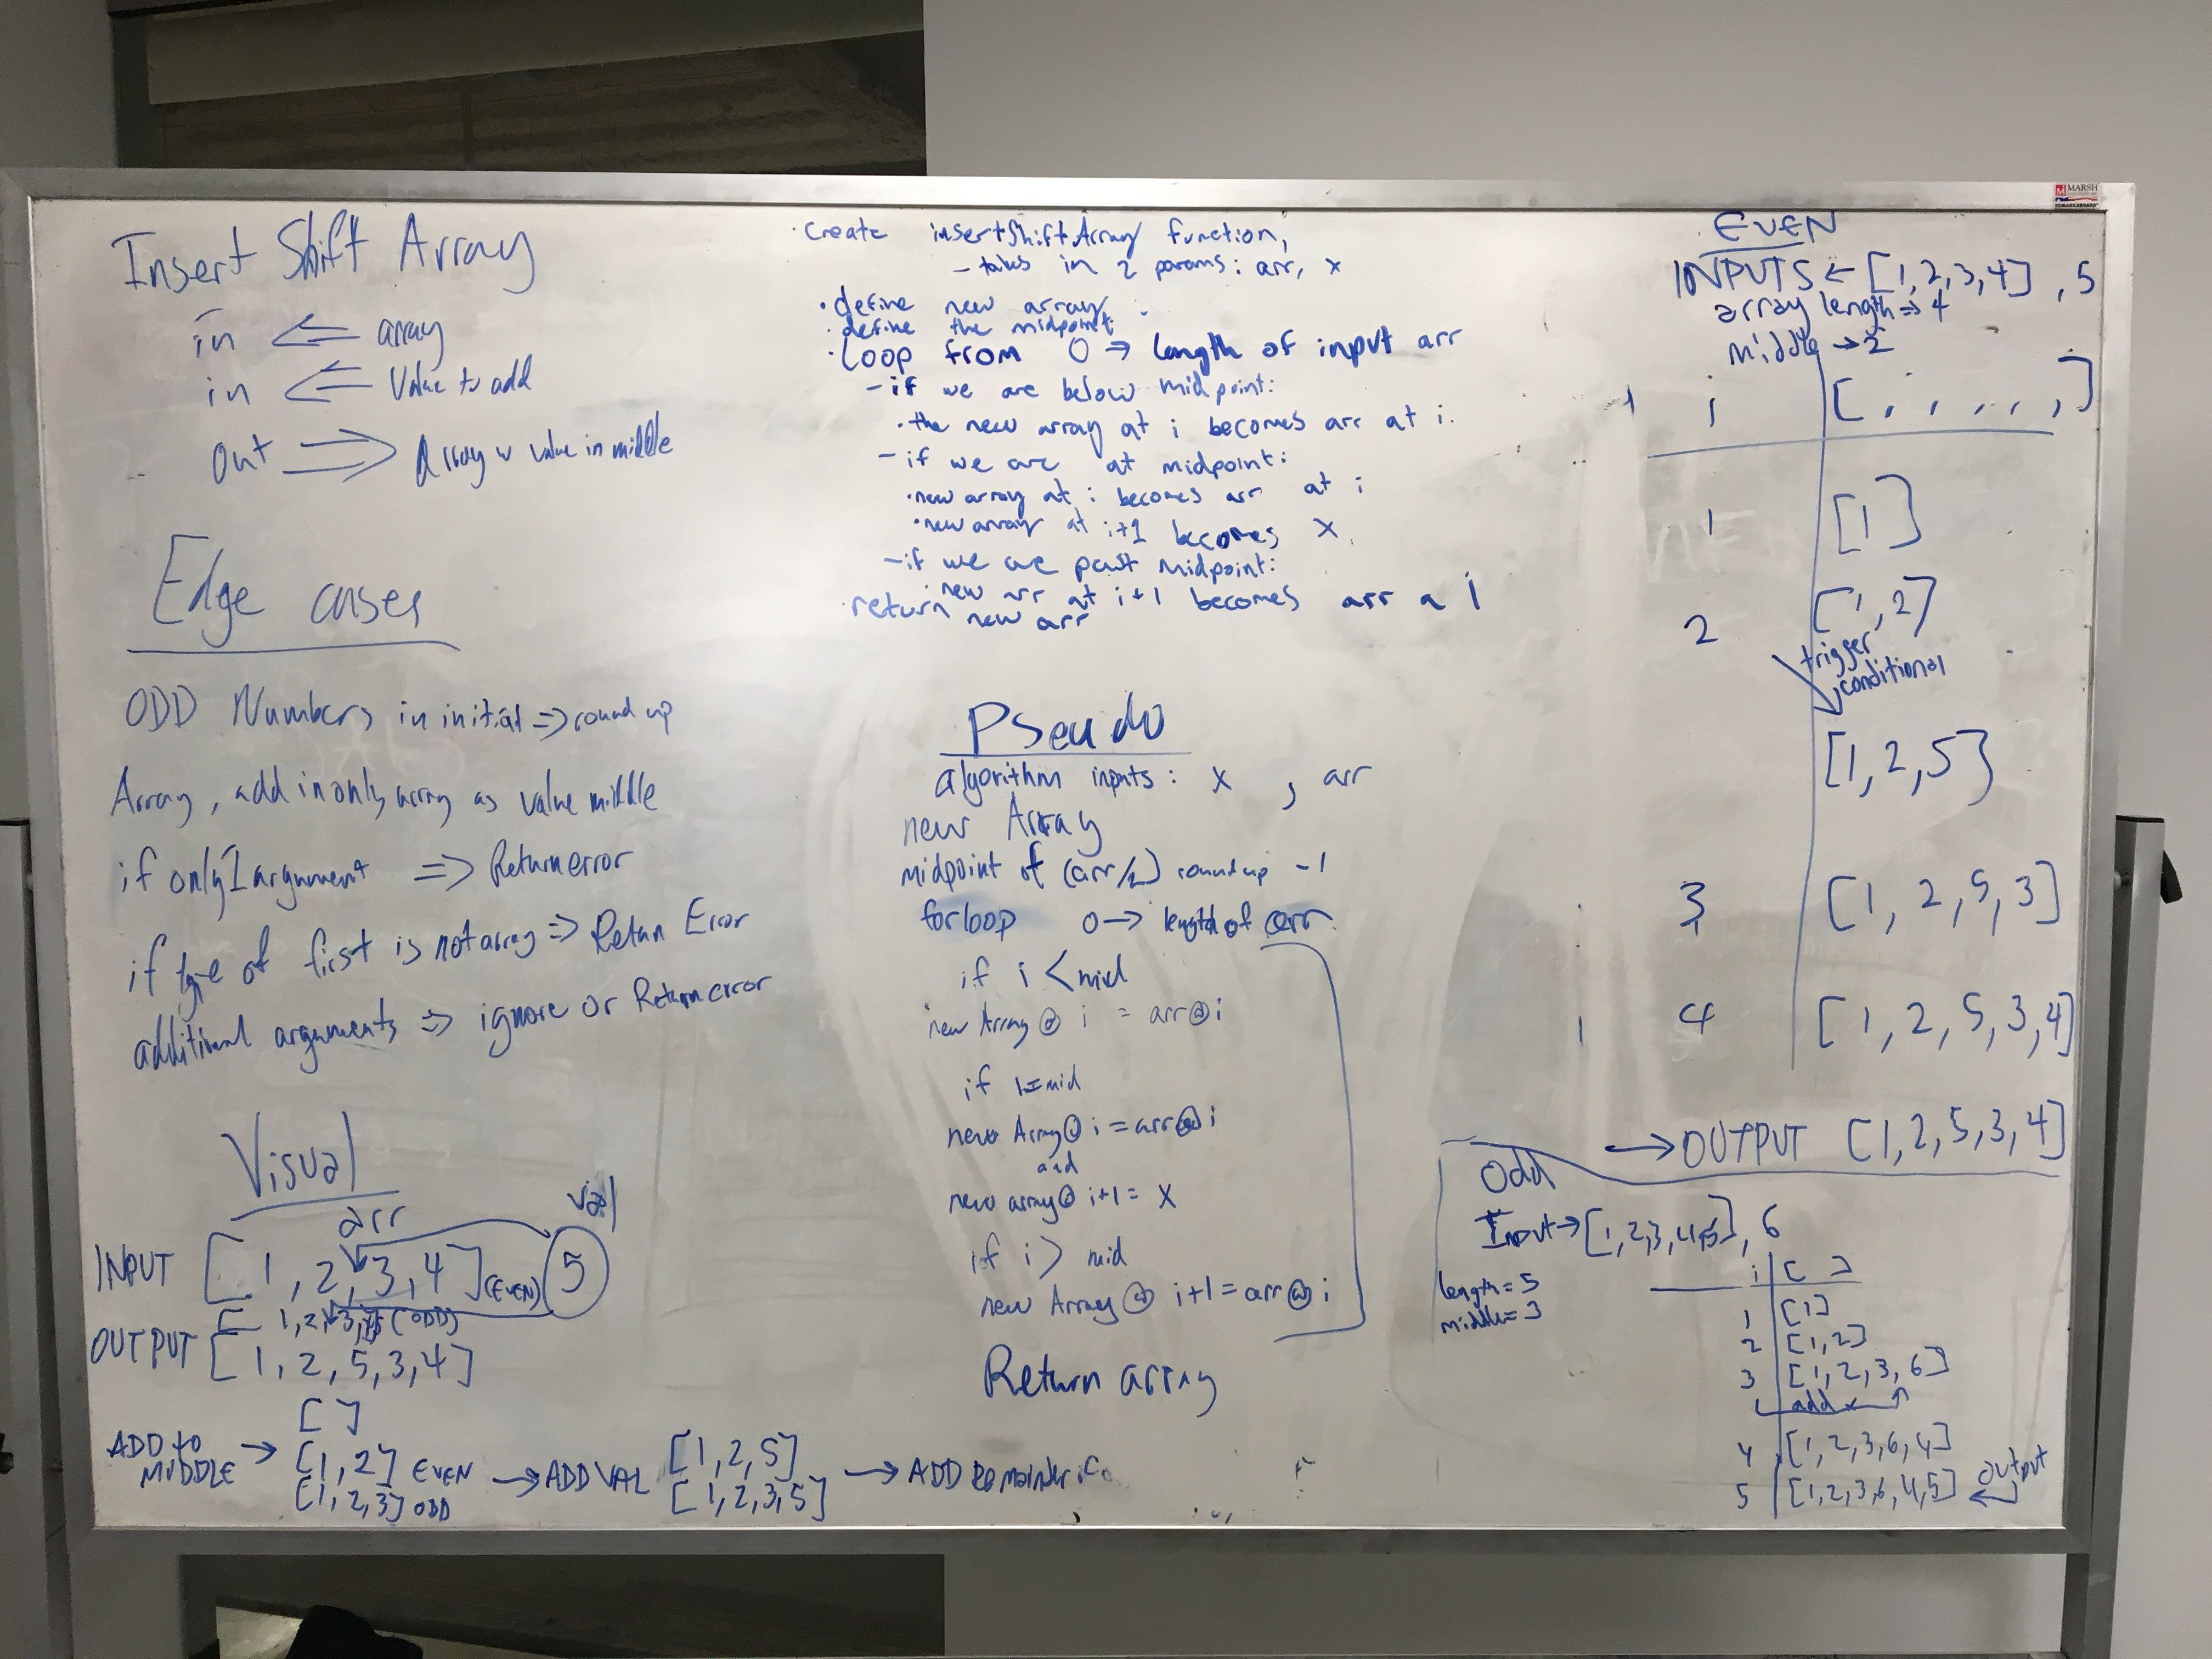 MARSH
Insert Shift Array
in ⇐ array
in ⇐ Value to add
out ⇒ Array w value in middle
Edge cases
ODD Numbers in initial => round up
Array, add in only array as value middle
if only 1 argument => Return error
if type of first is not array => Return Error
additional arguments => ignore or Return error
Visual
arr
val
INPUT [1, 2, 3, 4] (EVEN) 5
[1, 2, 3, (ODD)
OUTPUT [1, 2, 5, 3, 4]
[ ]
ADD to MIDDLE → [1, 2] EVEN → ADD VAL [1, 2, 5] → ADD Remainder
[1, 2, 3] ODD [1, 2, 3, 5]
· Create insertShiftArray function,
- takes in 2 params: arr, x
· define new array
· define the midpoint
· Loop from 0 → length of input arr
- if we are below midpoint:
· the new array at i becomes arr at i.
- if we are at midpoint:
· new array at i becomes arr at i
· new array at i+1 becomes x
- if we are past midpoint:
new arr at i+1 becomes arr a i
· return new arr
Pseudo
algorithm inputs: x, arr
new Array
midpoint of (arr/2) round up -1
for loop 0 → length of arr
if i < mid
new Array @ i = arr @ i
if i = mid
new Array @ i = arr @ i
and
new array @ i+1 = x
if i > mid
new Array @ i+1 = arr @ i
Return array
EVEN
INPUTS ← [1,2,3,4], 5
array length => 4
middle → 2
i [ , , , , ,]
1 [1]
2 [1,2]
trigger
conditional
[1,2,5]
3 [1, 2, 5, 3]
4 [1, 2, 5, 3, 4]
→ OUTPUT [1,2,5,3,4]
Odd
Input → [1,2,3,4,5], 6
length = 5
middle = 3
i [ ]
1 [1]
2 [1,2]
3 [1,2,3,6]
add
4 [1,2,3,6,4]
5 [1,2,3,6,4,5] ← output